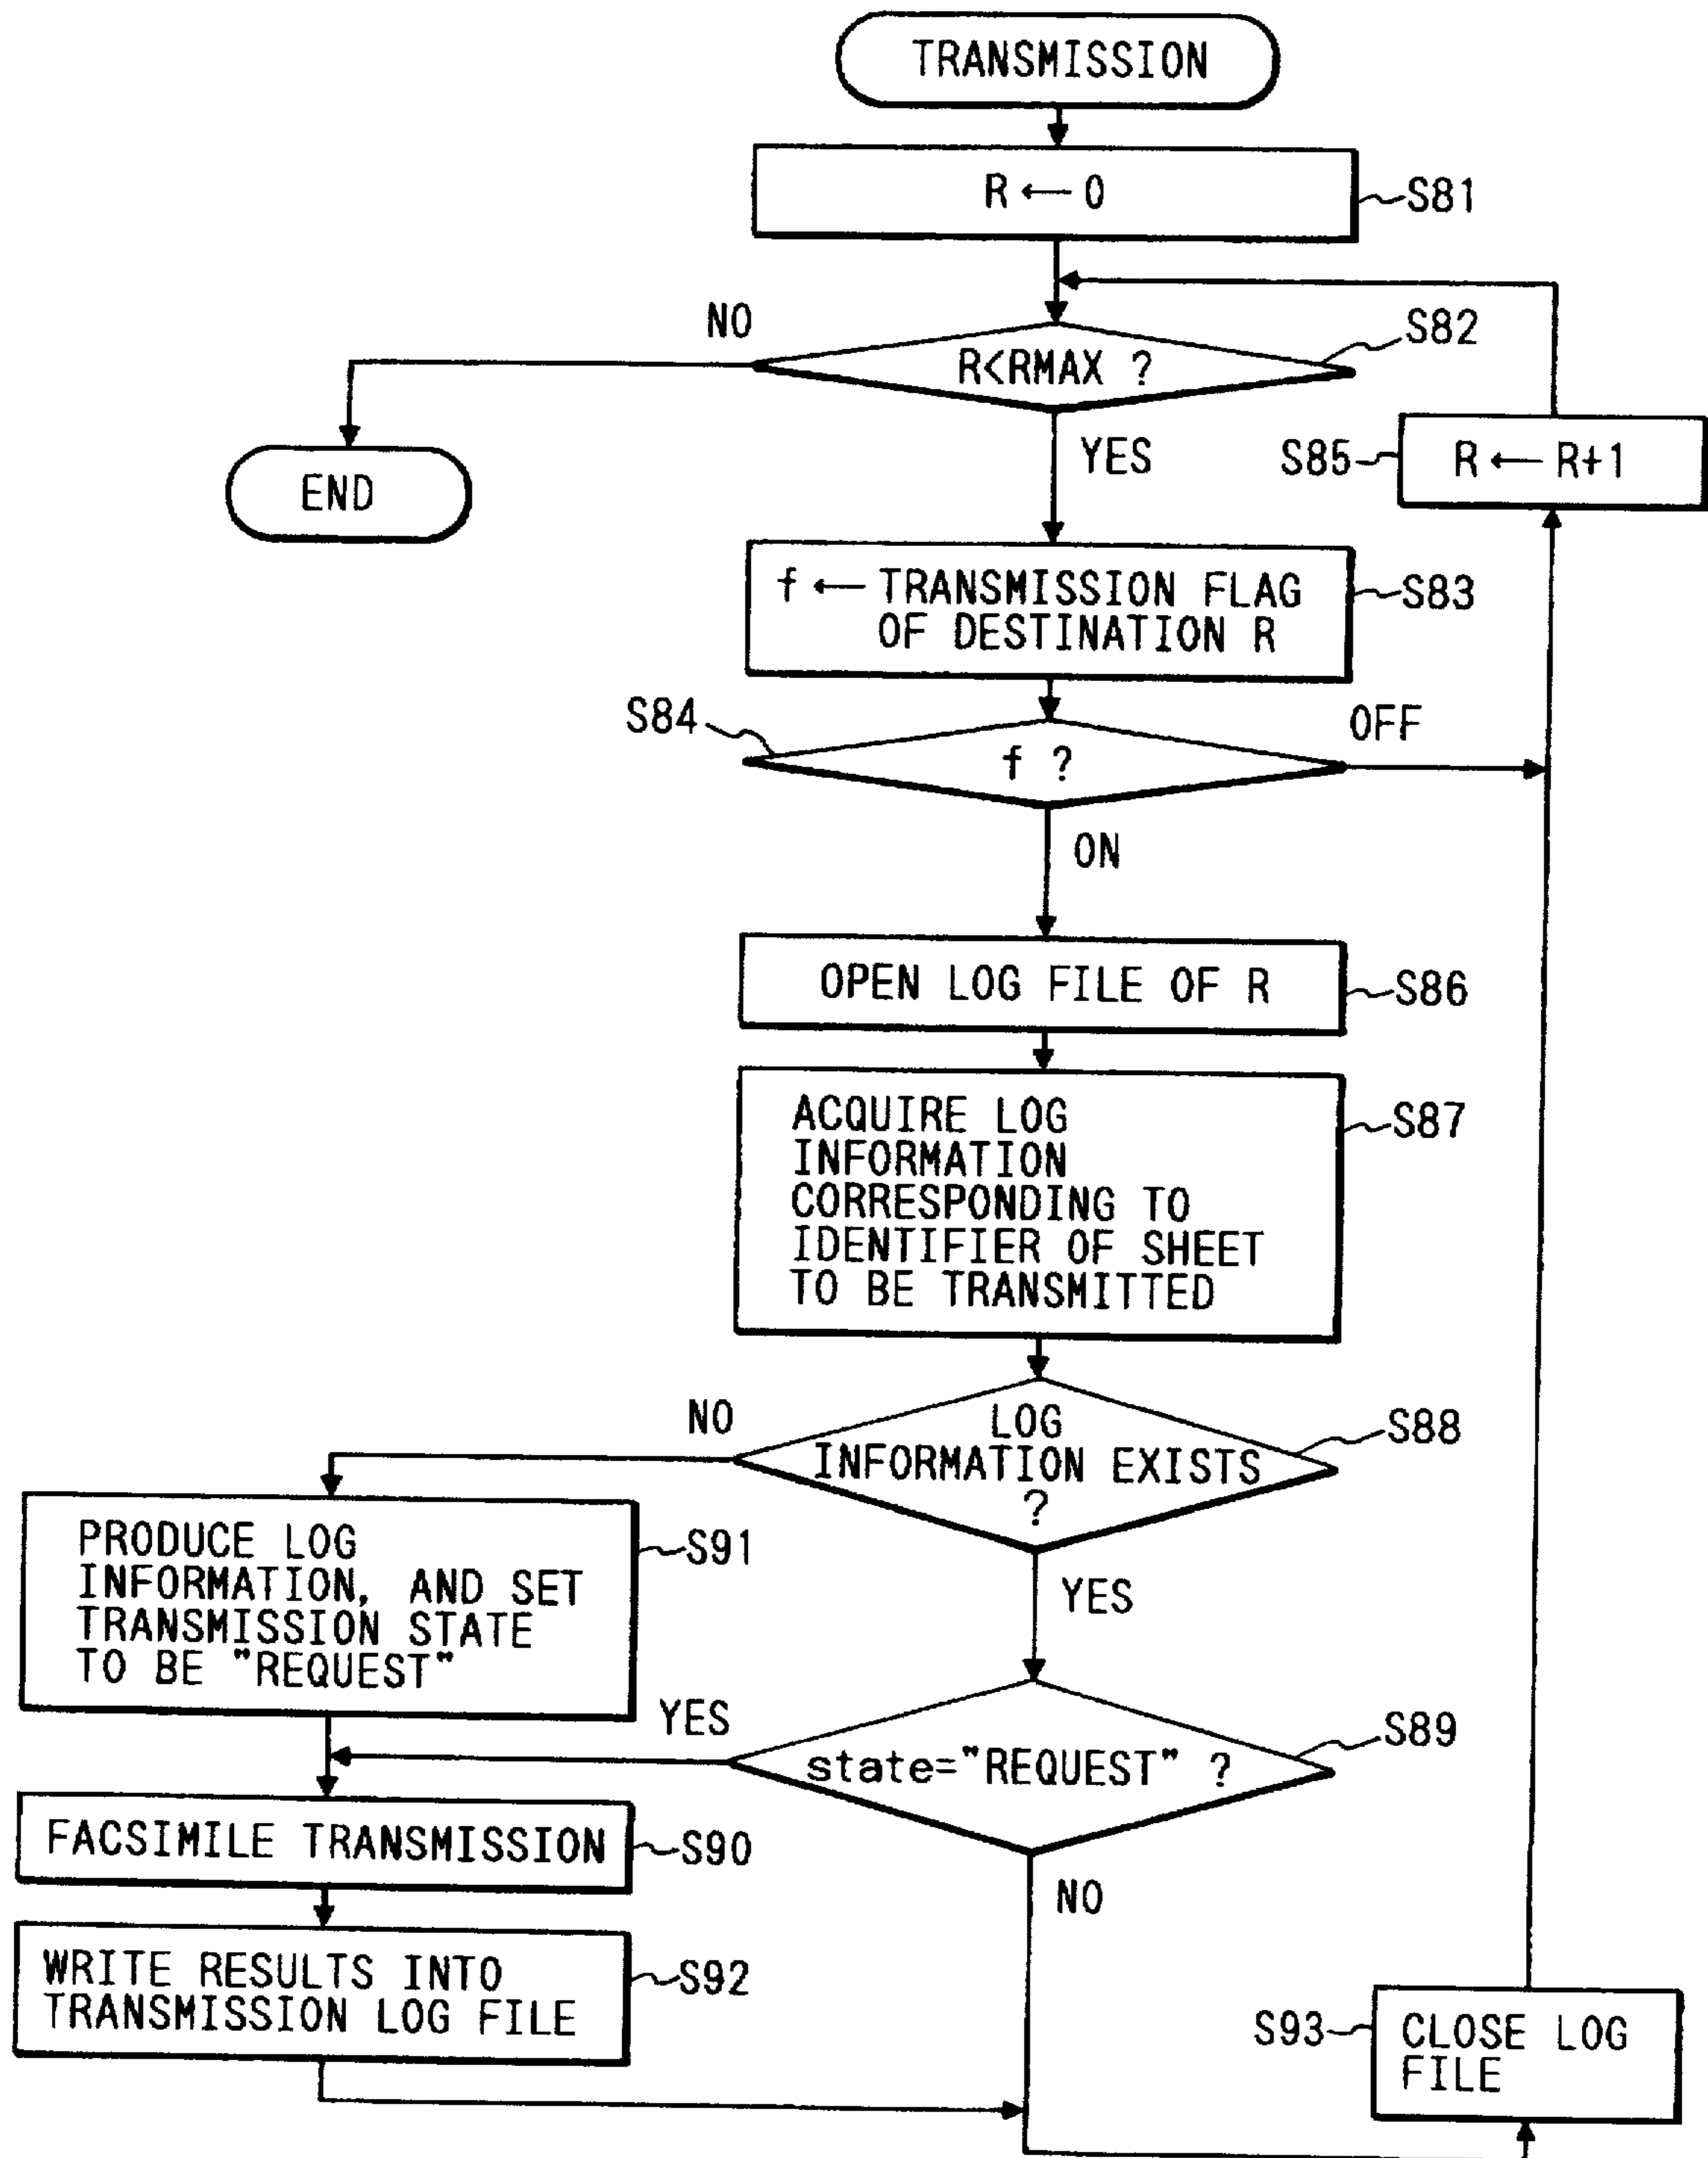 TRANSMISSION
R ← 0
S81
NO
S82
R<RMAX ?
YES
S85
R ← R+1
END
f ← TRANSMISSION FLAG
OF DESTINATION R
S83
S84
OFF
f ?
ON
OPEN LOG FILE OF R
S86
ACQUIRE LOG
INFORMATION
CORRESPONDING TO
IDENTIFIER OF SHEET
TO BE TRANSMITTED
S87
NO
LOG
INFORMATION EXISTS
?
S88
PRODUCE LOG
INFORMATION, AND SET
TRANSMISSION STATE
TO BE "REQUEST"
S91
YES
YES
S89
state="REQUEST" ?
FACSIMILE TRANSMISSION
S90
NO
WRITE RESULTS INTO
TRANSMISSION LOG FILE
S92
S93
CLOSE LOG
FILE